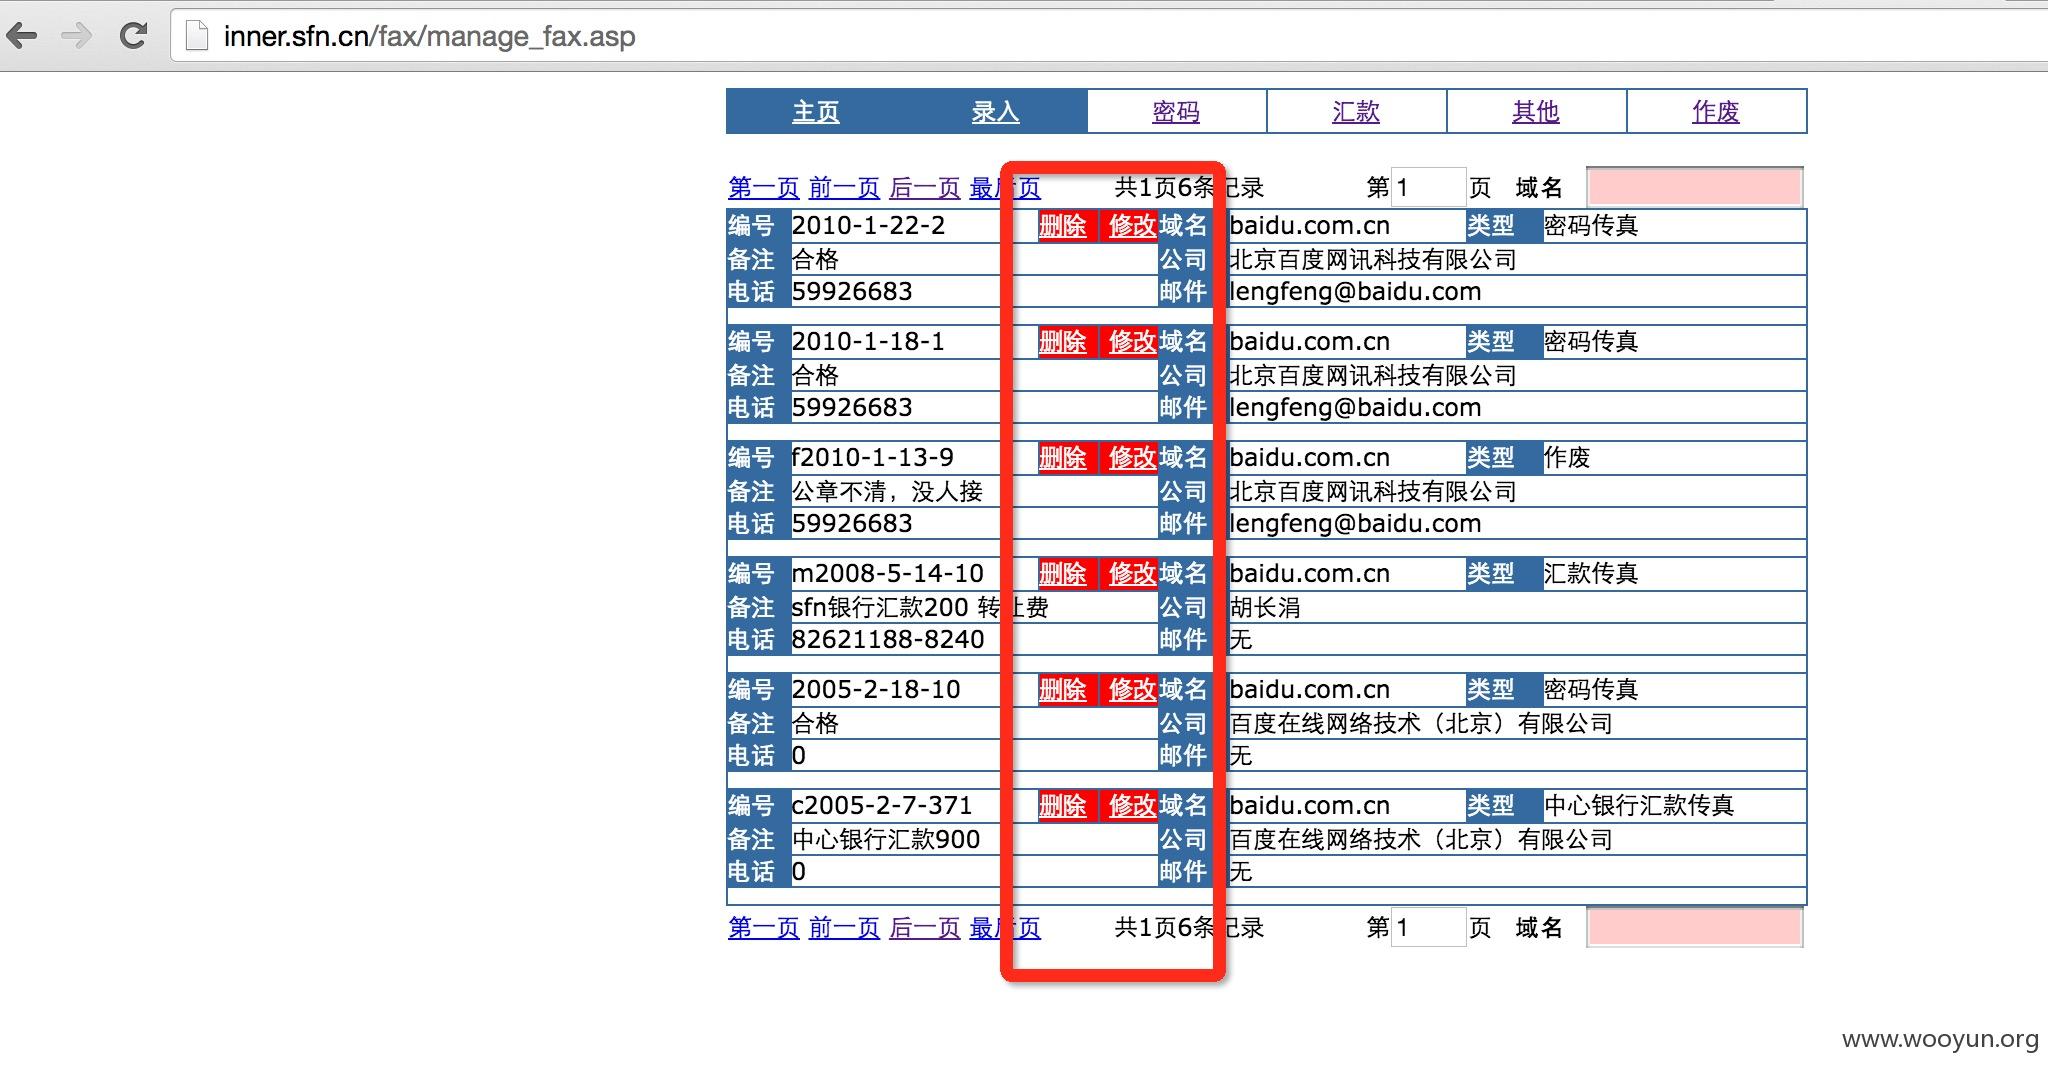 inner.sfn.cn/fax/manage_fax.asp
主页 录入 密码 汇款 其他 作废
第一页 前一页 后一页 最后页 共1页6条记录 第 1 页 域名
编号 2010-1-22-2 删除 修改 域名 baidu.com.cn 类型 密码传真
备注 合格 公司 北京百度网讯科技有限公司
电话 59926683 邮件 lengfeng@baidu.com
编号 2010-1-18-1 删除 修改 域名 baidu.com.cn 类型 密码传真
备注 合格 公司 北京百度网讯科技有限公司
电话 59926683 邮件 lengfeng@baidu.com
编号 f2010-1-13-9 删除 修改 域名 baidu.com.cn 类型 作废
备注 公章不清，没人接 公司 北京百度网讯科技有限公司
电话 59926683 邮件 lengfeng@baidu.com
编号 m2008-5-14-10 删除 修改 域名 baidu.com.cn 类型 汇款传真
备注 sfn银行汇款200 转让费 公司 胡长涓
电话 82621188-8240 邮件 无
编号 2005-2-18-10 删除 修改 域名 baidu.com.cn 类型 密码传真
备注 合格 公司 百度在线网络技术（北京）有限公司
电话 0 邮件 无
编号 c2005-2-7-371 删除 修改 域名 baidu.com.cn 类型 中心银行汇款传真
备注 中心银行汇款900 公司 百度在线网络技术（北京）有限公司
电话 0 邮件 无
第一页 前一页 后一页 最后页 共1页6条记录 第 1 页 域名
www.wooyun.org